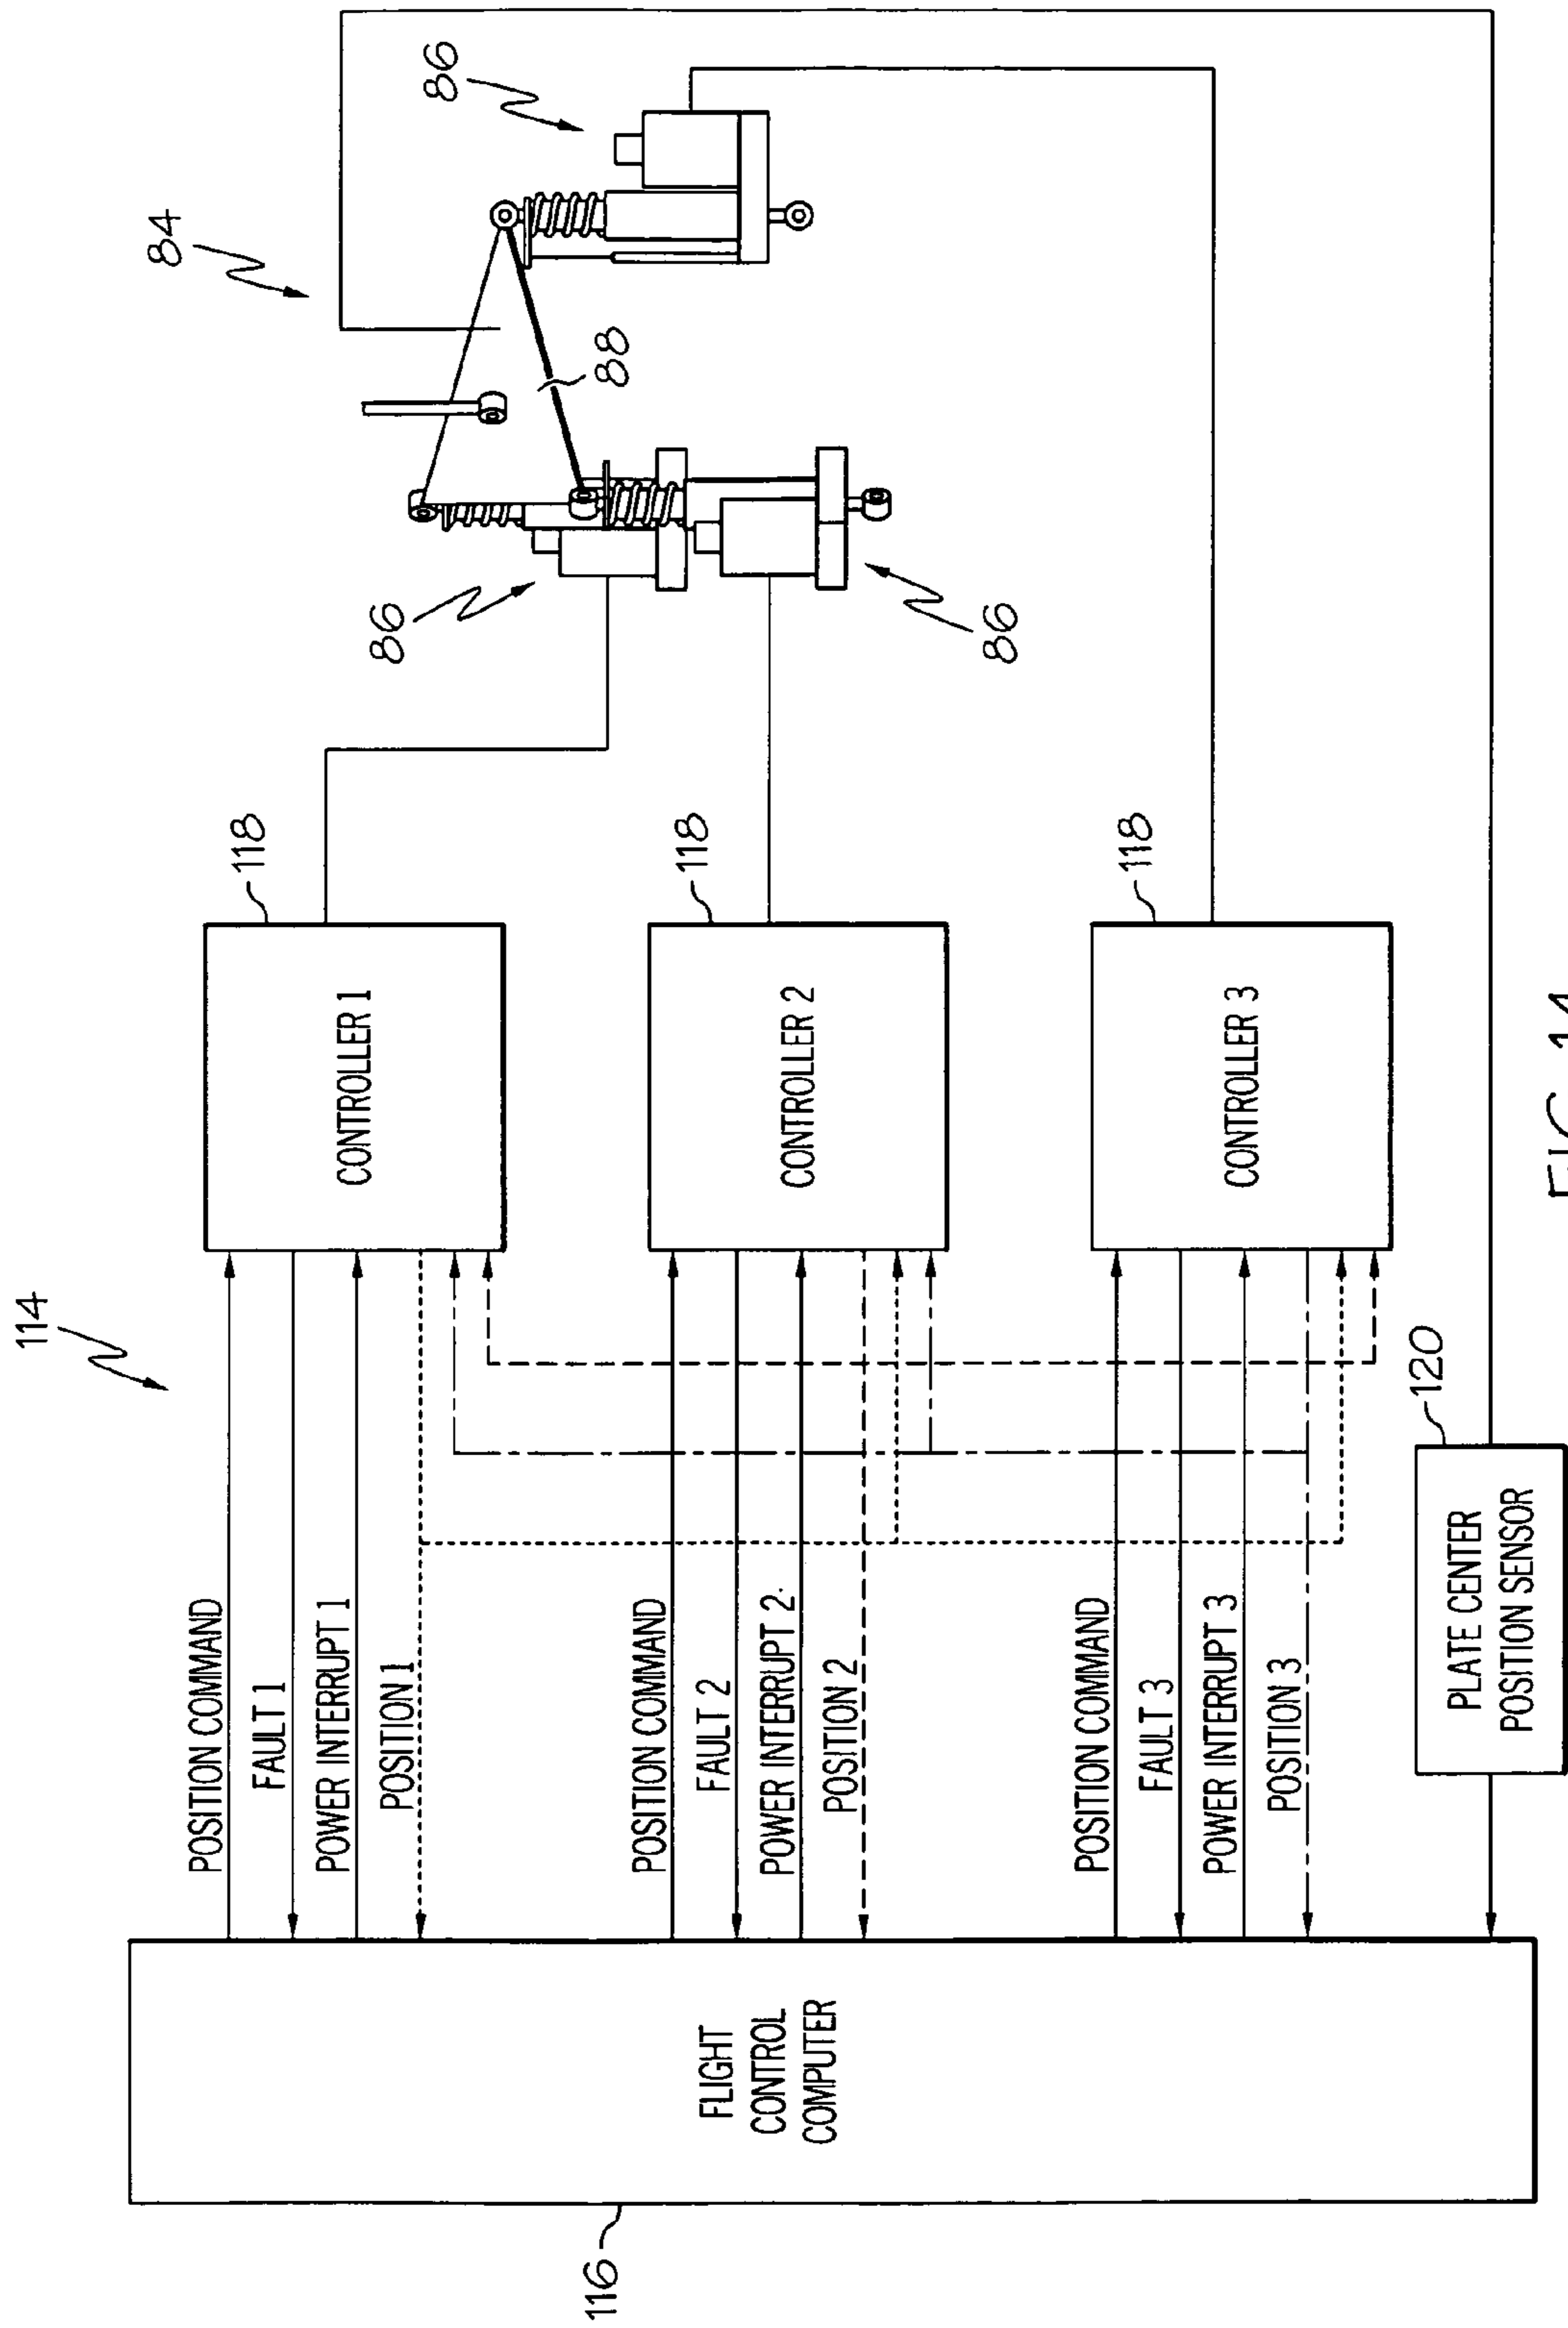 114
84
86
POSITION COMMAND
FAULT 1
POWER INTERRUPT 1
POSITION 1
CONTROLLER 1
118
86
88
FLIGHT
CONTROL
COMPUTER
116
POSITION COMMAND
FAULT 2
POWER INTERRUPT 2
POSITION 2
CONTROLLER 2
118
86
POSITION COMMAND
FAULT 3
POWER INTERRUPT 3
POSITION 3
CONTROLLER 3
118
PLATE CENTER
POSITION SENSOR
120
FIG. 14